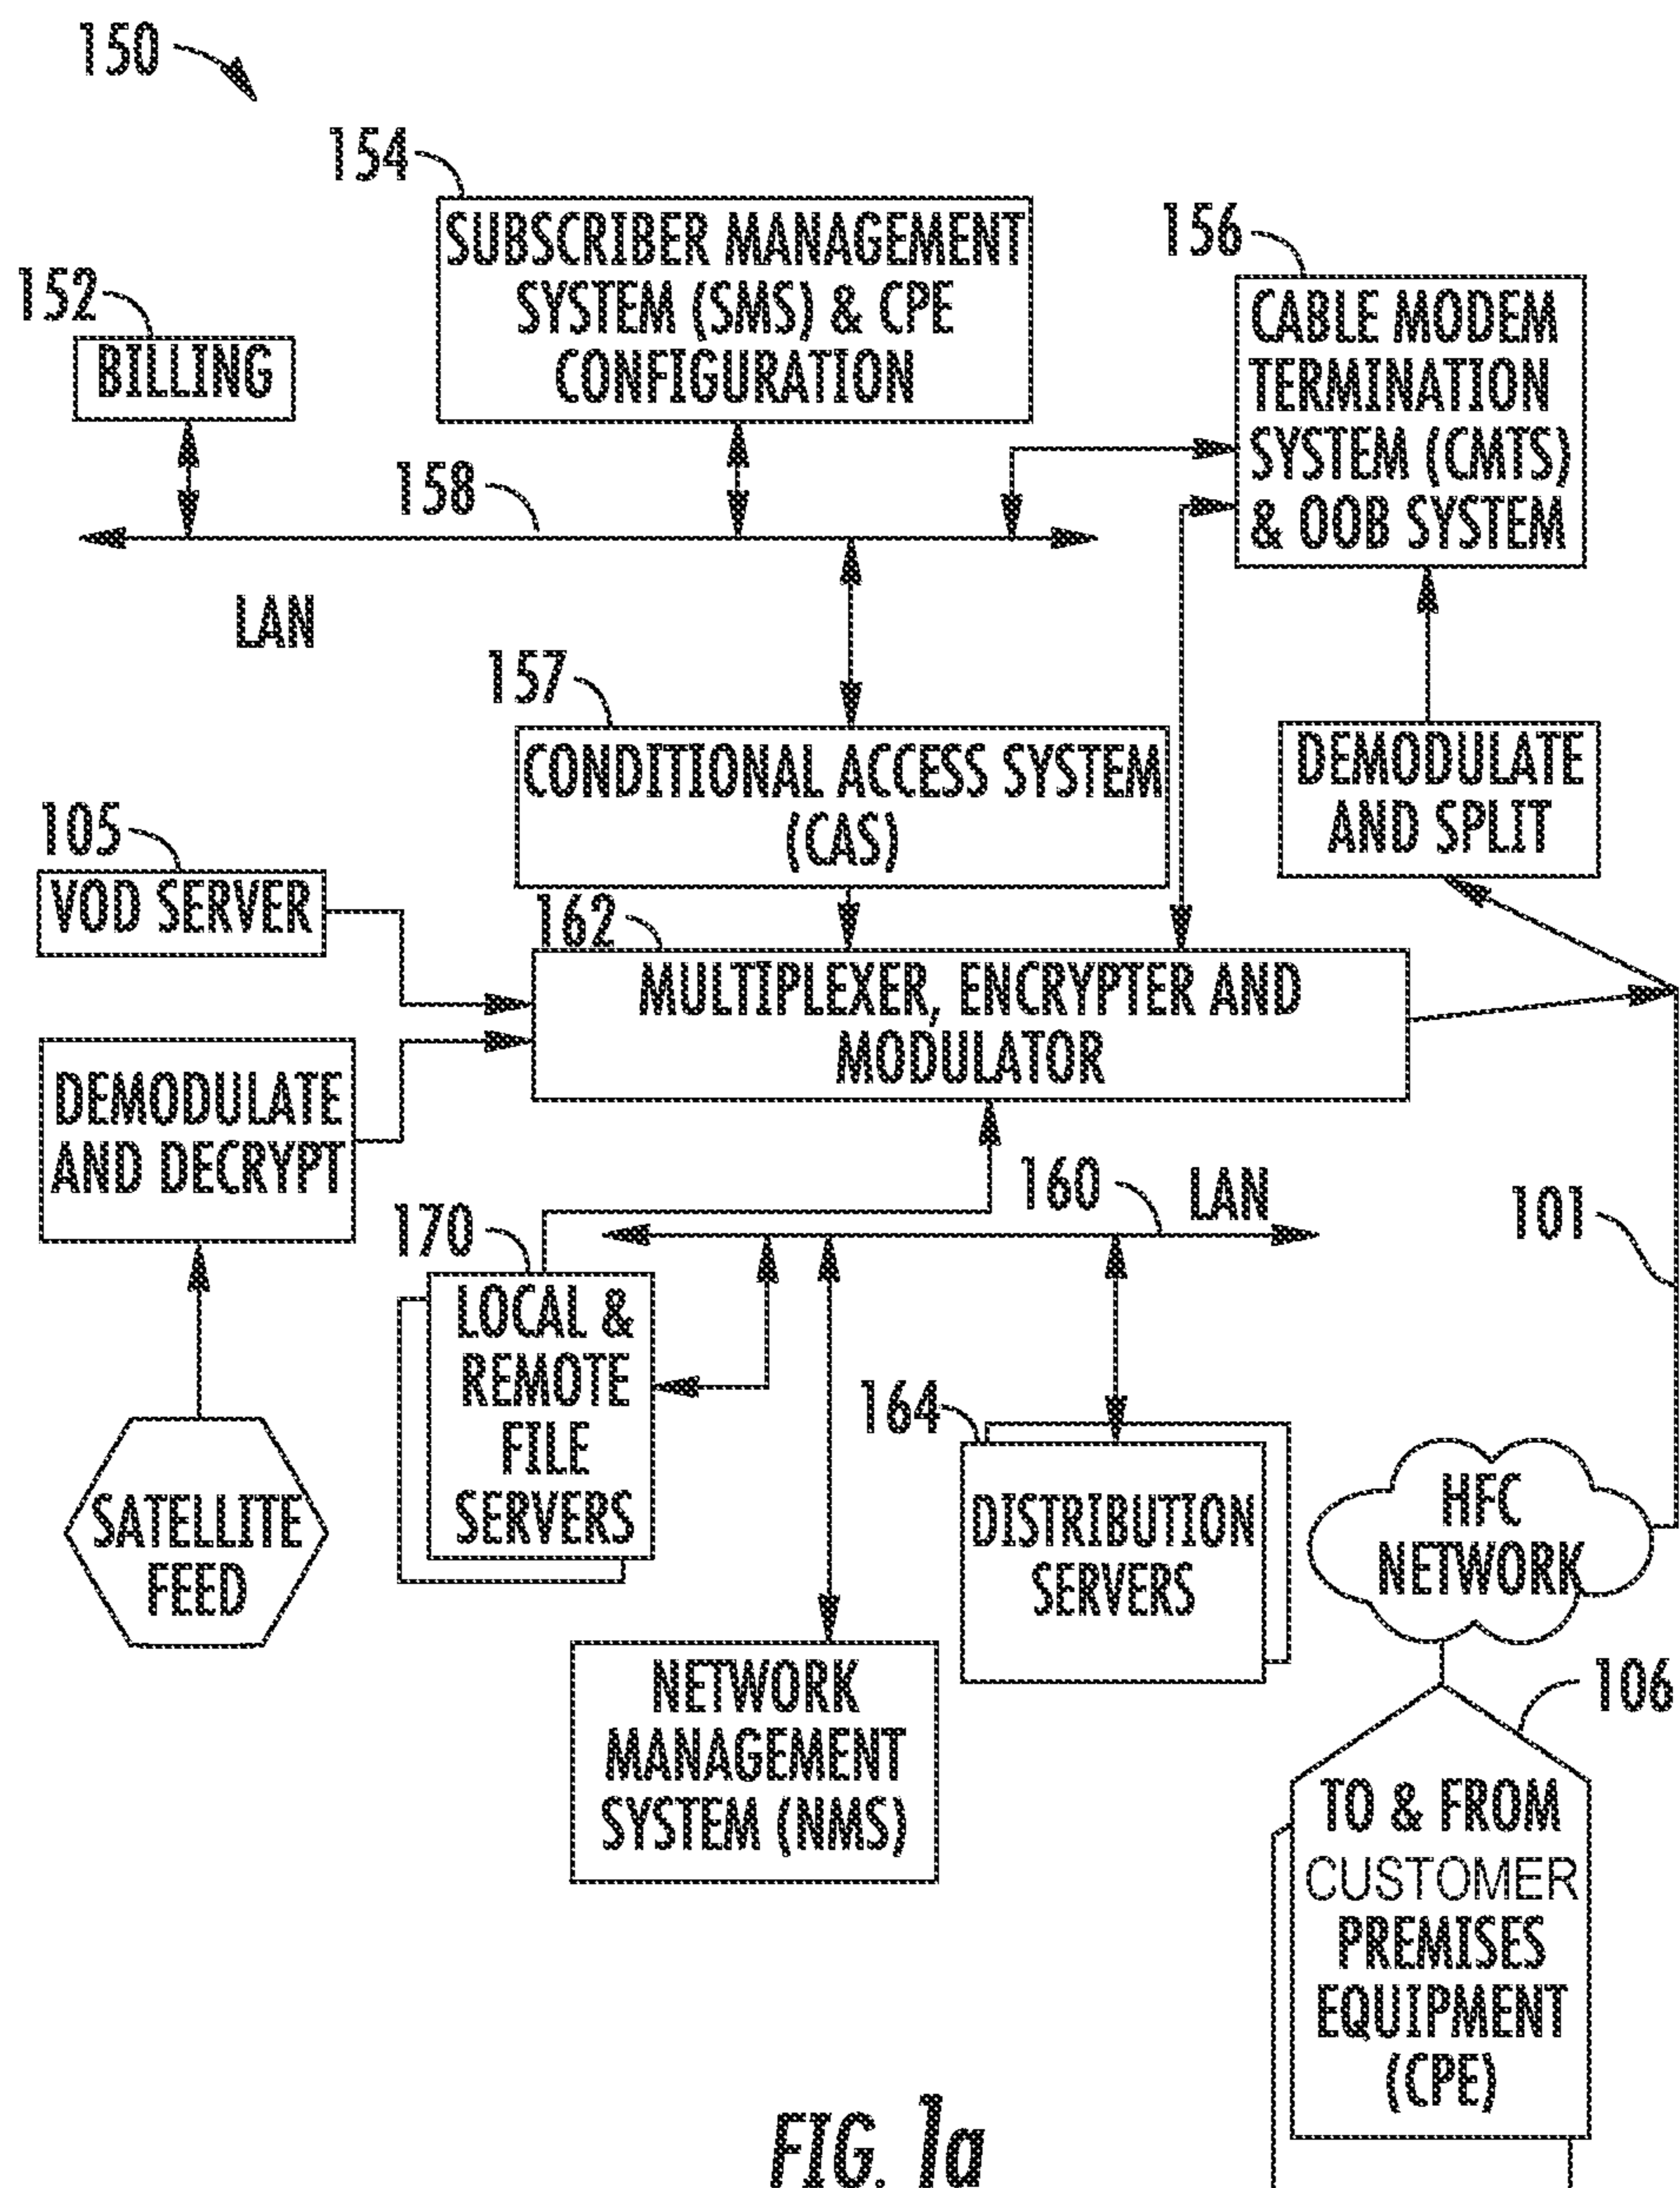 150
154
SUBSCRIBER MANAGEMENT
SYSTEM (SMS) & CPE
CONFIGURATION
156
CABLE MODEM
TERMINATION
SYSTEM (CMTS)
& OOB SYSTEM
152
BILLING
158
LAN
157
CONDITIONAL ACCESS SYSTEM
(CAS)
DEMODULATE
AND SPLIT
105
VOD SERVER
162
MULTIPLEXER, ENCRYPTER AND
MODULATOR
DEMODULATE
AND DECRYPT
160
LAN
101
170
LOCAL &
REMOTE
FILE
SERVERS
164
DISTRIBUTION
SERVERS
SATELLITE
FEED
HFC
NETWORK
NETWORK
MANAGEMENT
SYSTEM (NMS)
106
TO & FROM
CUSTOMER
PREMISES
EQUIPMENT
(CPE)
FIG. 1a